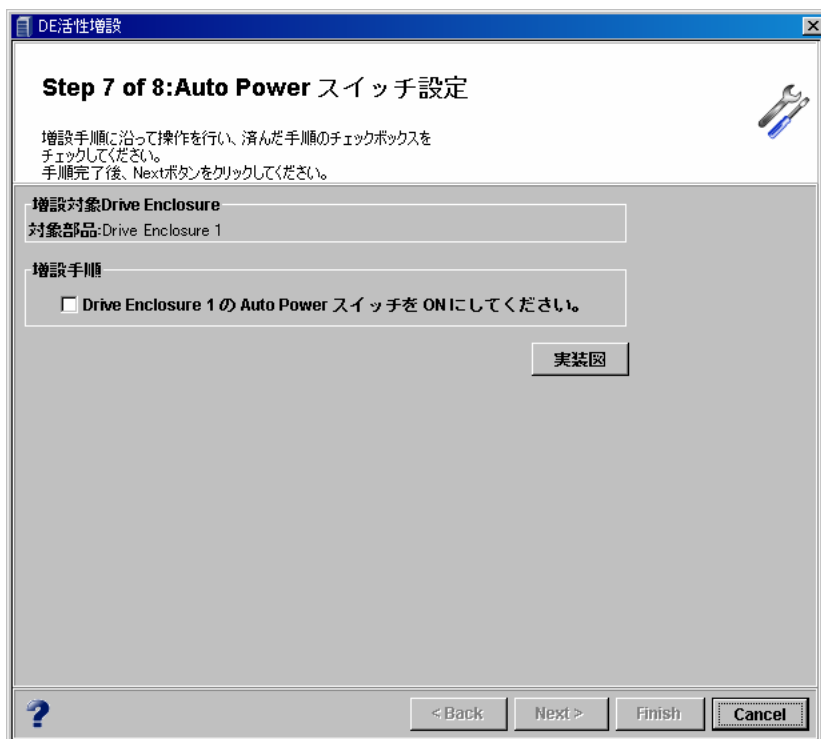 DE活性増設
Step 7 of 8:Auto Power スイッチ設定
増設手順に沿って操作を行い、済んだ手順のチェックボックスを
チェックしてください。
手順完了後、Nextボタンをクリックしてください。
増設対象Drive Enclosure
対象部品:Drive Enclosure 1
増設手順
Drive Enclosure 1 の Auto Power スイッチを ON にしてください。
実装図
< Back Next > Finish Cancel